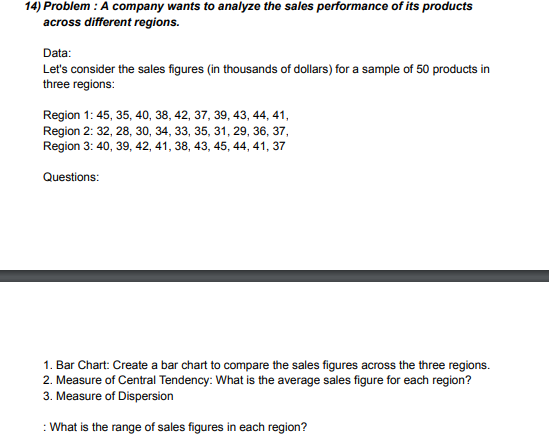 14) Problem : A company wants to analyze the sales performance of its products
across different regions.
Data:
Let's consider the sales figures (in thousands of dollars) for a sample of 50 products in
three regions:
Region 1: 45, 35, 40, 38, 42, 37, 39, 43, 44, 41,
Region 2: 32, 28, 30, 34, 33, 35, 31, 29, 36, 37,
Region 3: 40, 39, 42, 41, 38, 43, 45, 44, 41, 37
Questions:
1. Bar Chart: Create a bar chart to compare the sales figures across the three regions.
2. Measure of Central Tendency: What is the average sales figure for each region?
3. Measure of Dispersion
: What is the range of sales figures in each region?